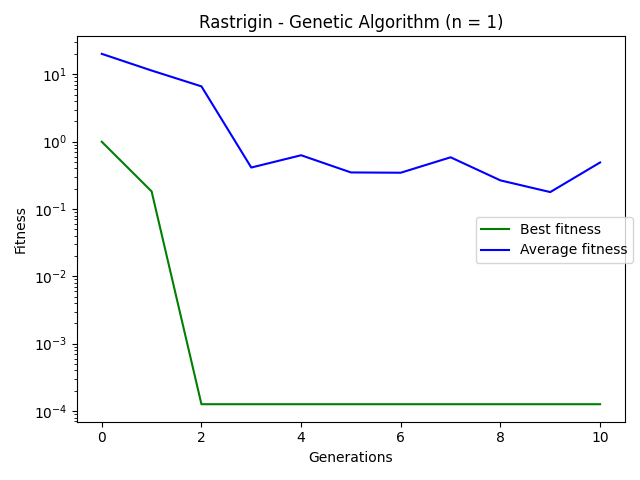 Rastrigin - Genetic Algorithm (n = 1)
Fitness
10¹
10⁰
10⁻¹
10⁻²
10⁻³
10⁻⁴
Best fitness
Average fitness
0 2 4 6 8 10
Generations